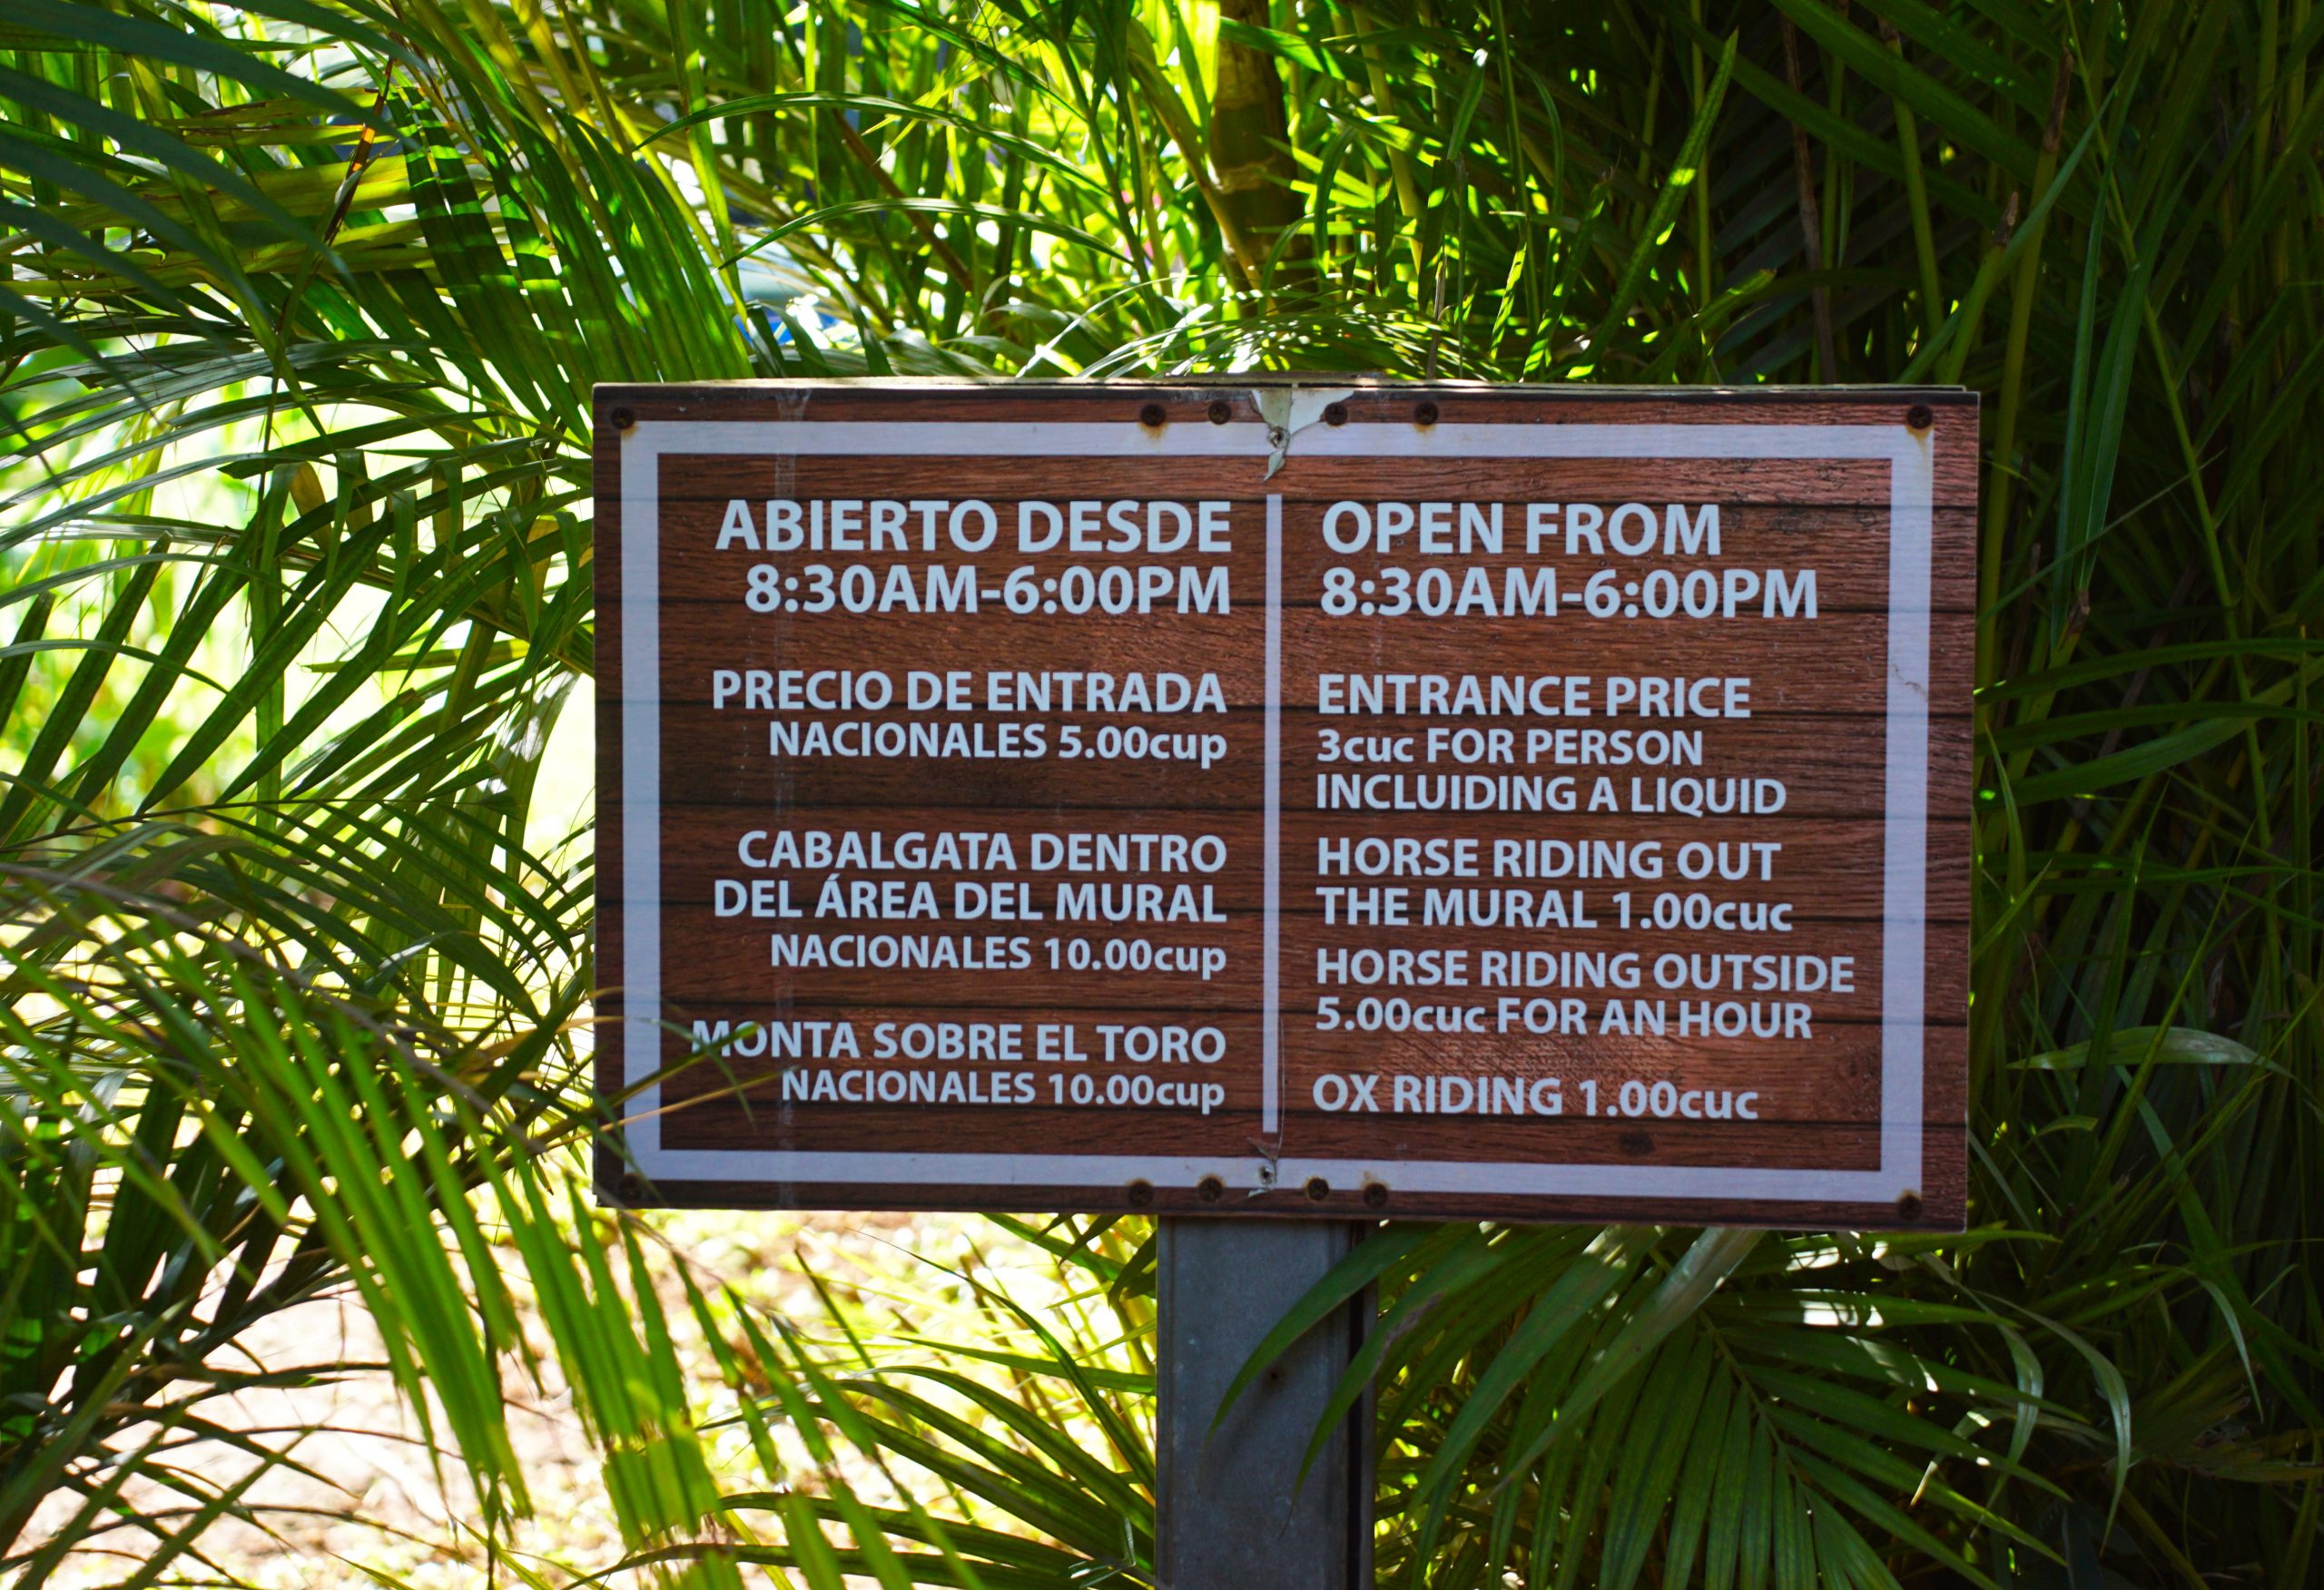 ABIERTO DESDE
8:30AM-6:00PM
PRECIO DE ENTRADA
NACIONALES 5.00cup
CABALGATA DENTRO
DEL ÁREA DEL MURAL
NACIONALES 10.00cup
MONTA SOBRE EL TORO
NACIONALES 10.00cup
OPEN FROM
8:30AM-6:00PM
ENTRANCE PRICE
3cuc FOR PERSON
INCLUIDING A LIQUID
HORSE RIDING OUT
THE MURAL 1.00cuc
HORSE RIDING OUTSIDE
5.00cuc FOR AN HOUR
OX RIDING 1.00cuc